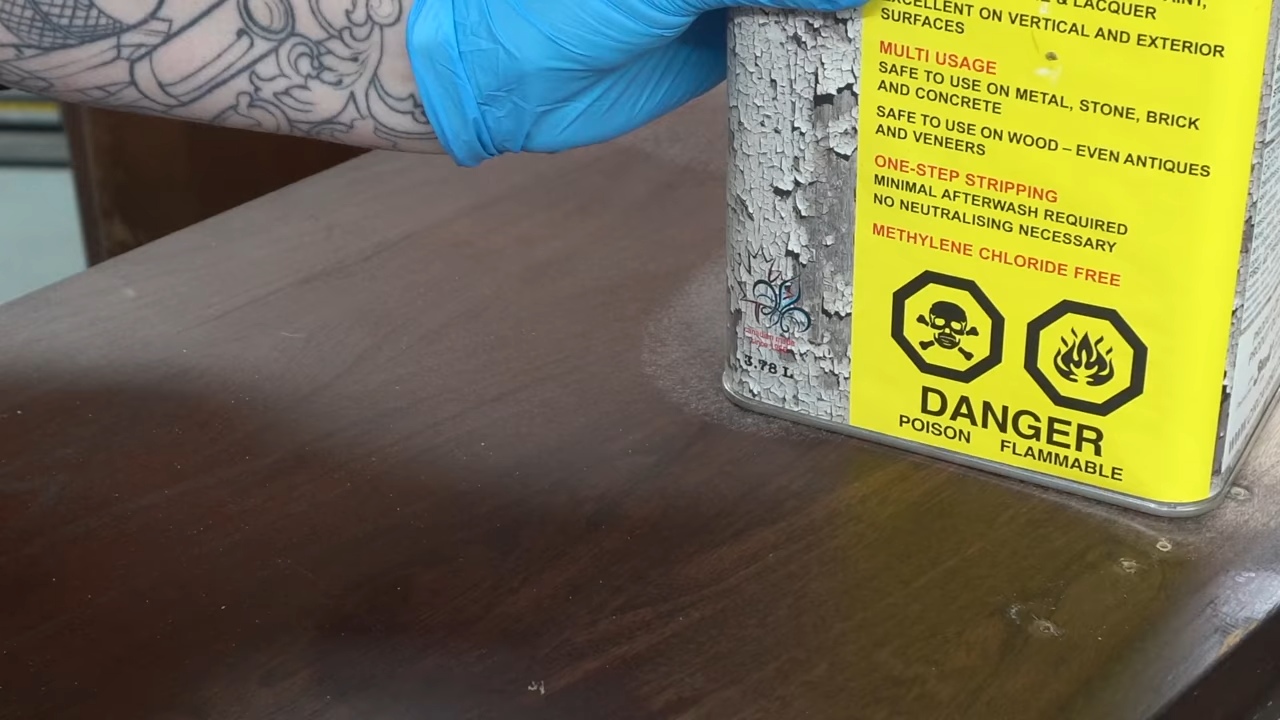 & LACQUER
EXCELLENT ON VERTICAL AND EXTERIOR
SURFACES
MULTI USAGE
SAFE TO USE ON METAL, STONE, BRICK
AND CONCRETE
SAFE TO USE ON WOOD – EVEN ANTIQUES
AND VENEERS
ONE-STEP STRIPPING
MINIMAL AFTERWASH REQUIRED
NO NEUTRALISING NECESSARY
METHYLENE CHLORIDE FREE
3.78 L
DANGER
POISON FLAMMABLE